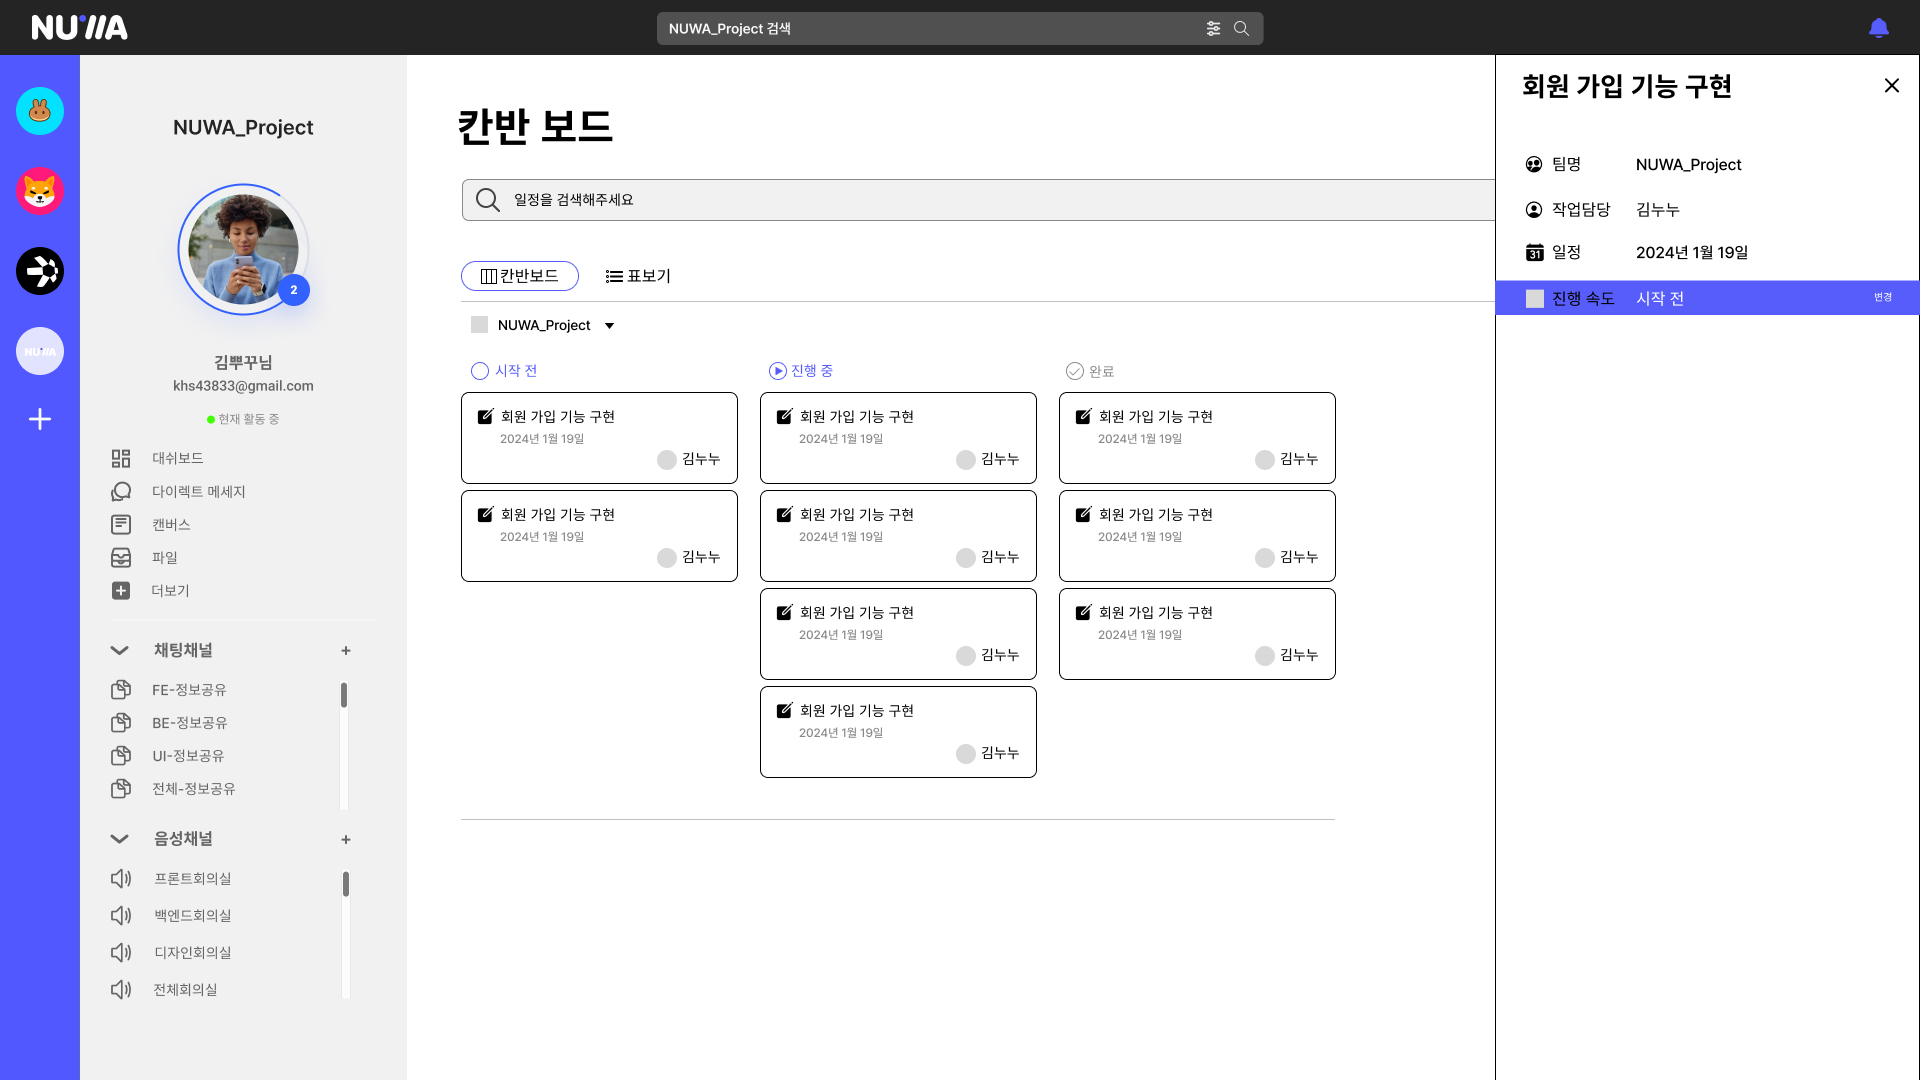 NUWA
NUWA_Project 검색
NUWA_Project
2
김뿌꾸님
khs43833@gmail.com
현재 활동 중
대쉬보드
다이렉트 메세지
캔버스
파일
더보기
채팅채널 +
FE-정보공유
BE-정보공유
UI-정보공유
전체-정보공유
음성채널 +
프론트회의실
백엔드회의실
디자인회의실
전체회의실
NUWA
칸반 보드
일정을 검색해주세요
칸반보드 표보기
NUWA_Project
시작 전
회원 가입 기능 구현
2024년 1월 19일
김누누
회원 가입 기능 구현
2024년 1월 19일
김누누
진행 중
회원 가입 기능 구현
2024년 1월 19일
김누누
회원 가입 기능 구현
2024년 1월 19일
김누누
회원 가입 기능 구현
2024년 1월 19일
김누누
회원 가입 기능 구현
2024년 1월 19일
김누누
완료
회원 가입 기능 구현
2024년 1월 19일
김누누
회원 가입 기능 구현
2024년 1월 19일
김누누
회원 가입 기능 구현
2024년 1월 19일
김누누
회원 가입 기능 구현
팀명 NUWA_Project
작업담당 김누누
31 일정 2024년 1월 19일
진행 속도 시작 전 변경